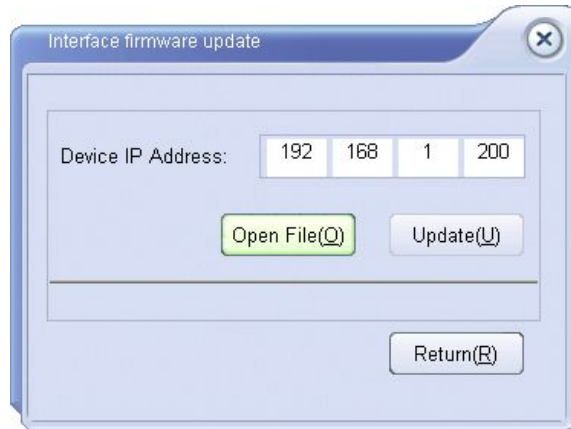 Interface firmware update
Device IP Address: 192 168 1 200
Open File(O) Update(U)
Return(R)